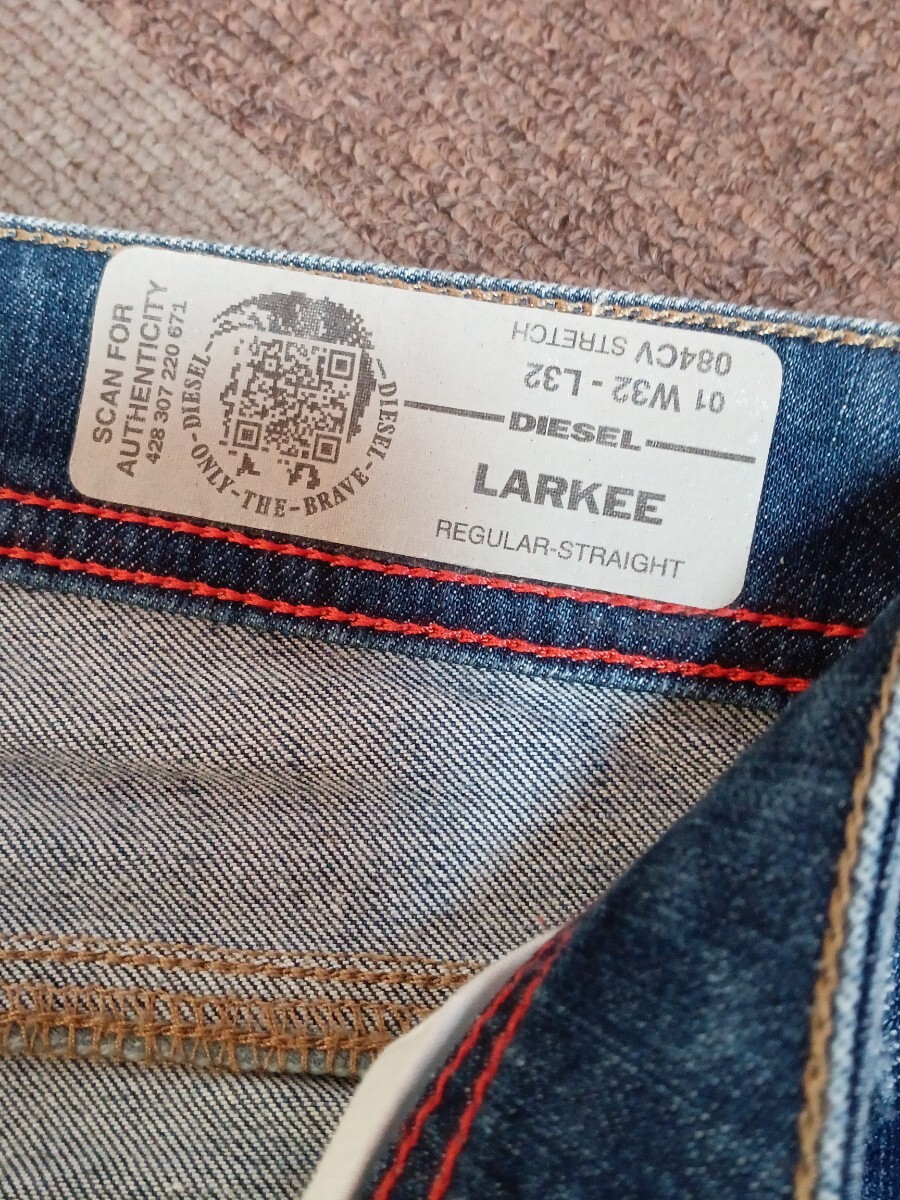 SCAN FOR
AUTHENTICITY
428 307 220 671
DIESEL
DIESEL
ONLY-THE-BRAVE
084CV STRETCH
01 W32 - L32
DIESEL
LARKEE
REGULAR-STRAIGHT